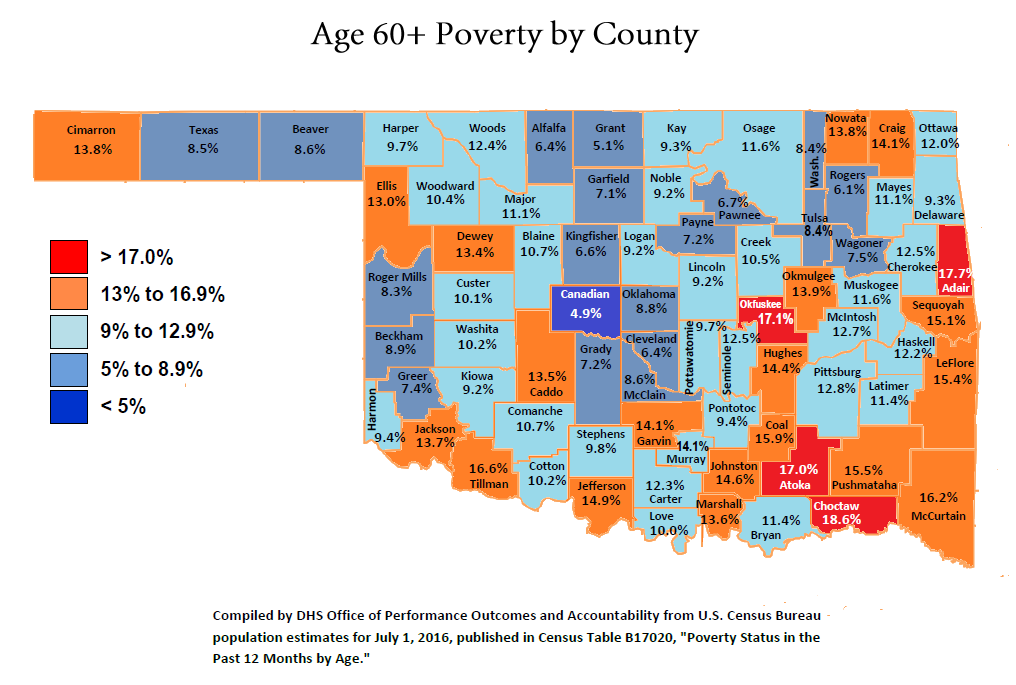 Age 60+ Poverty by County
Cimarron
13.8%
Texas
8.5%
Beaver
8.6%
Harper
9.7%
Woods
12.4%
Alfalfa
6.4%
Grant
5.1%
Kay
9.3%
Osage
11.6%
8.4%
Wash.
Nowata
13.8%
Craig
14.1%
Ottawa
12.0%
Ellis
13.0%
Woodward
10.4%
Major
11.1%
Garfield
7.1%
Noble
9.2%
6.7%
Pawnee
Rogers
6.1%
Mayes
11.1%
9.3%
Delaware
Tulsa
8.4%
Payne
7.2%
Dewey
13.4%
Blaine
10.7%
Kingfisher
6.6%
Logan
9.2%
Creek
10.5%
Wagoner
7.5%
12.5%
Cherokee
17.7%
Adair
> 17.0%
13% to 16.9%
9% to 12.9%
5% to 8.9%
< 5%
Roger Mills
8.3%
Custer
10.1%
Canadian
4.9%
Oklahoma
8.8%
Lincoln
9.2%
Okmulgee
13.9%
Muskogee
11.6%
Sequoyah
15.1%
Okfuskee
17.1%
McIntosh
12.7%
Beckham
8.9%
Washita
10.2%
Grady
7.2%
Cleveland
6.4%
9.7%
Pottawatomie
12.5%
Seminole
Hughes
14.4%
Haskell
12.2%
LeFlore
15.4%
Pittsburg
12.8%
Latimer
11.4%
Greer
7.4%
Kiowa
9.2%
13.5%
Caddo
8.6%
McClain
Harmon
9.4%
Jackson
13.7%
Comanche
10.7%
Stephens
9.8%
14.1%
Garvin
Pontotoc
9.4%
Coal
15.9%
14.1%
Murray
16.6%
Tillman
Cotton
10.2%
Jefferson
14.9%
12.3%
Carter
Johnston
14.6%
17.0%
Atoka
15.5%
Pushmataha
16.2%
McCurtain
Love
10.0%
Marshall
13.6%
11.4%
Bryan
Choctaw
18.6%
Compiled by DHS Office of Performance Outcomes and Accountability from U.S. Census Bureau
population estimates for July 1, 2016, published in Census Table B17020, "Poverty Status in the
Past 12 Months by Age."